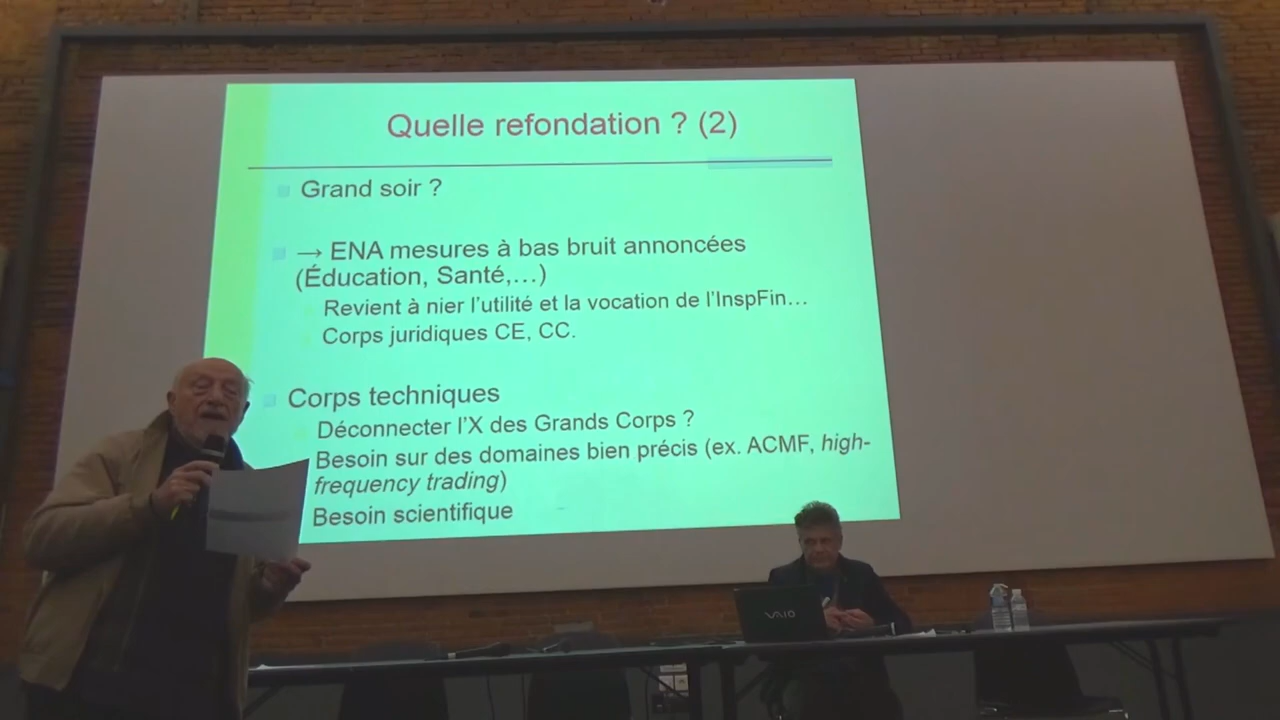 Quelle refondation ? (2)
Grand soir ?
→ ENA mesures à bas bruit annoncées
(Éducation, Santé,…)
Revient à nier l’utilité et la vocation de l’InspFin…
Corps juridiques CE, CC.
Corps techniques
Déconnecter l’X des Grands Corps ?
Besoin sur des domaines bien précis (ex. ACMF, high-
frequency trading)
Besoin scientifique
VAIO